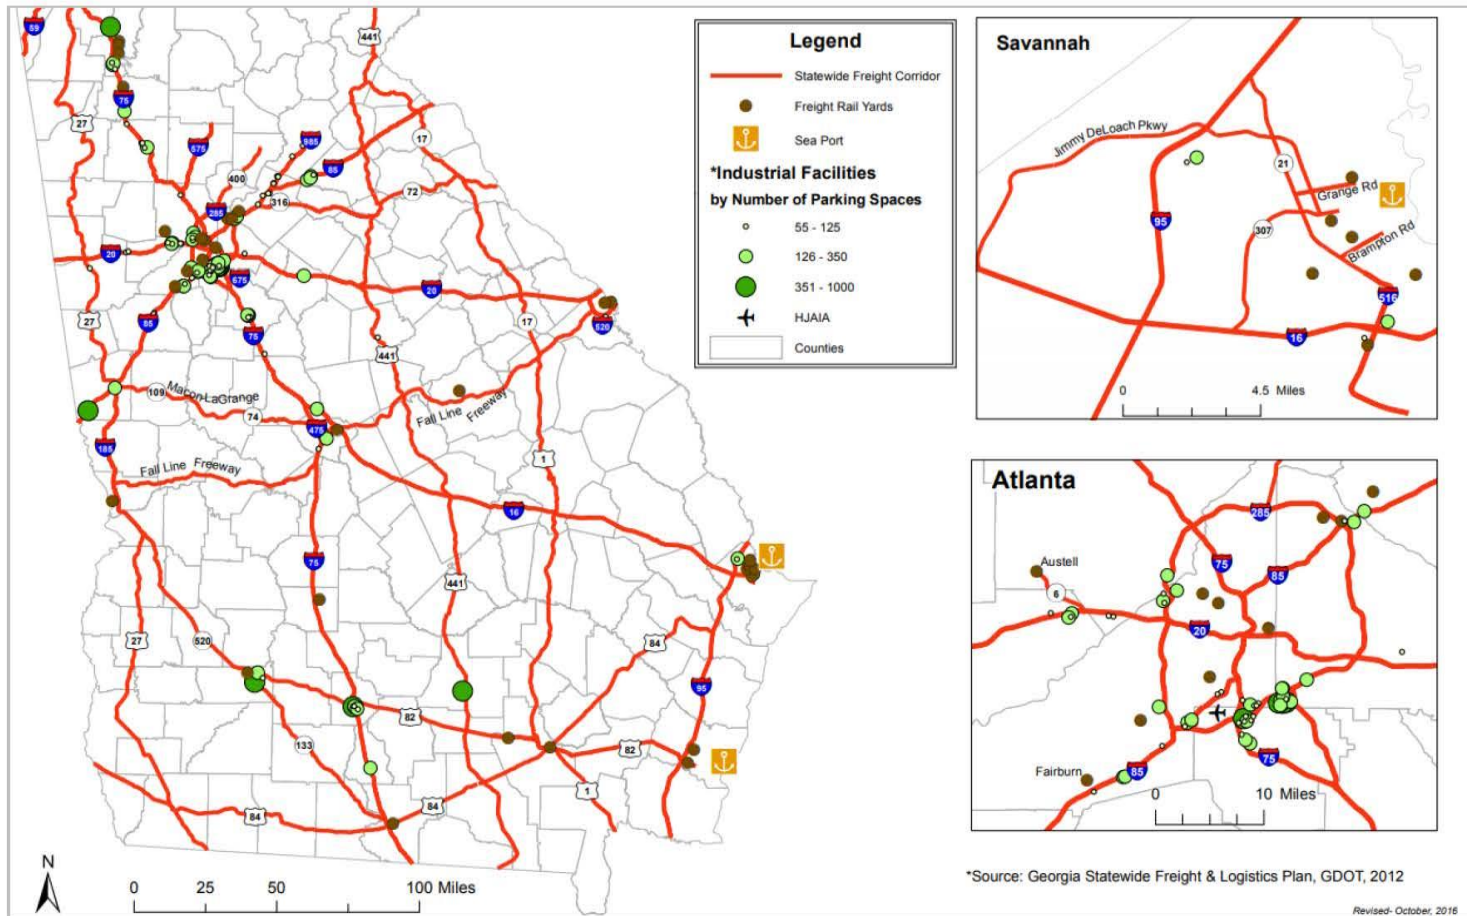 59
441
75
27
17
575
985
85
400
72
316
285
20
675
20
27
85
75
17
520
441
109
Macon-LaGrange
74
Fall Line Freeway
475
185
Fall Line Freeway
1
16
75
441
27
520
84
95
82
133
82
1
84
84
N
0 25 50 100 Miles
Legend
Statewide Freight Corridor
Freight Rail Yards
Sea Port
*Industrial Facilities
by Number of Parking Spaces
55 - 125
126 - 350
351 - 1000
HJAIA
Counties
Savannah
Jimmy DeLoach Pkwy
21
Grange Rd
95
307
Brampton Rd
516
16
0 4.5 Miles
Atlanta
285
Austell
75
85
6
20
Fairburn
85
75
0 10 Miles
*Source: Georgia Statewide Freight & Logistics Plan, GDOT, 2012
Revised- October, 2016